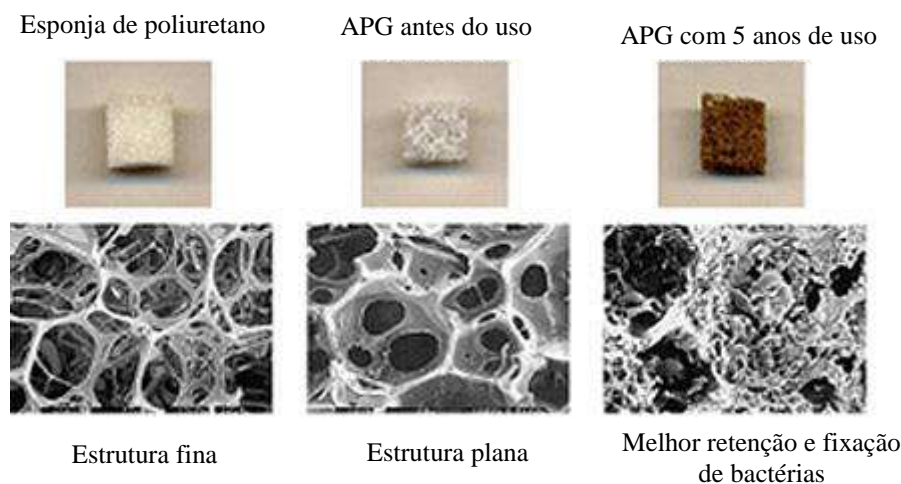 Esponja de poliuretano
APG antes do uso
APG com 5 anos de uso
Estrutura fina
Estrutura plana
Melhor retenção e fixação
de bactérias